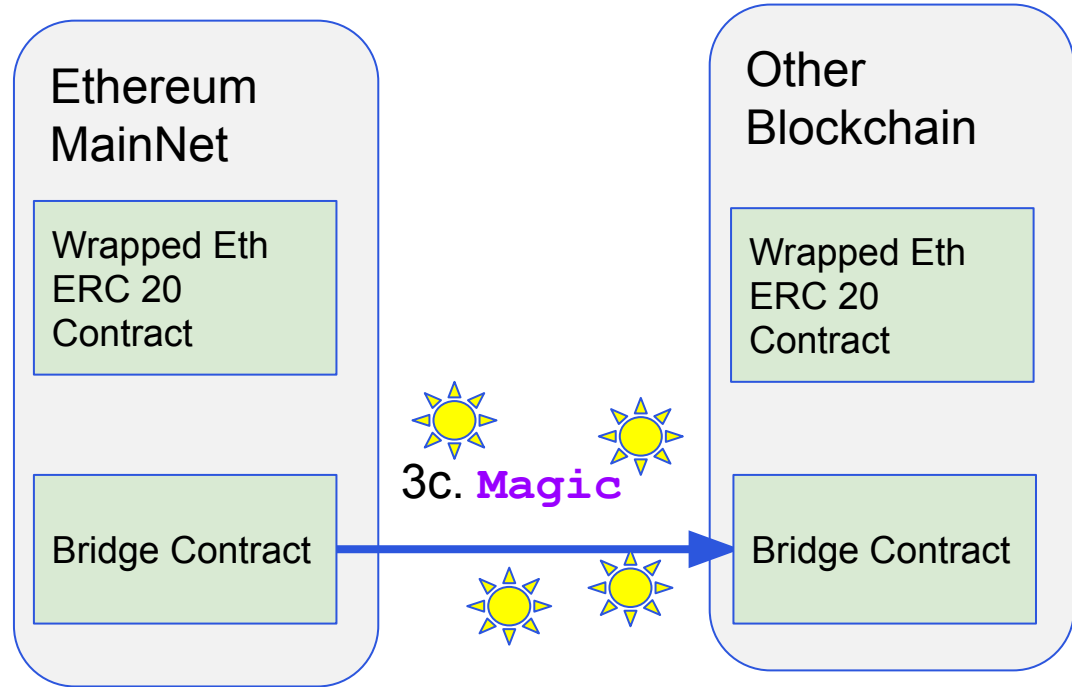 Ethereum
MainNet
Wrapped Eth
ERC 20
Contract
Bridge Contract
3c. Magic
Other
Blockchain
Wrapped Eth
ERC 20
Contract
Bridge Contract